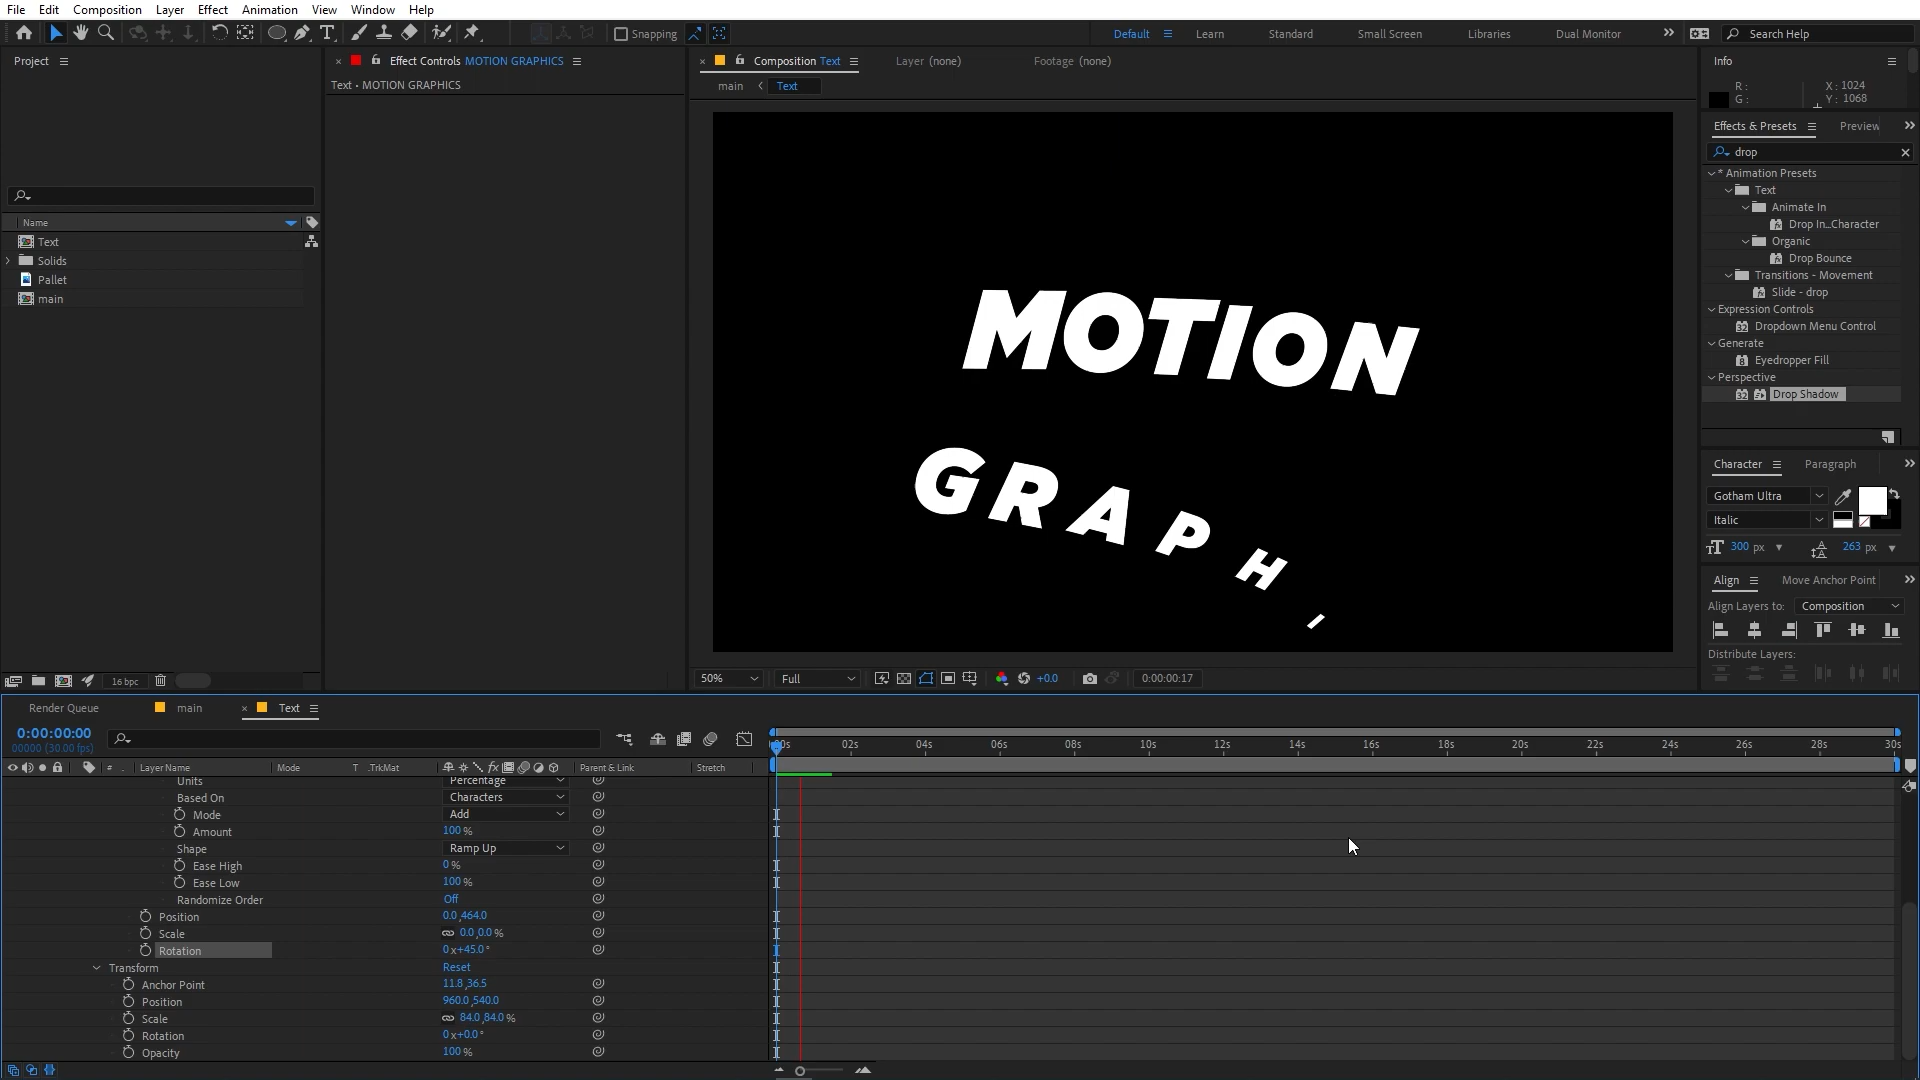 File Edit Composition Layer Effect Animation View Window Help
Snapping
Default Learn Standard Small Screen Libraries Dual Monitor
Search Help
Project
Name
Text
Solids
Pallet
main
16 bpc
Effect Controls MOTION GRAPHICS
Text • MOTION GRAPHICS
Composition Text
Layer (none)
Footage (none)
main
Text
MOTION
GRAPHI
50%
Full
+0.0
0:00:00:17
Info
R :
G :
X : 1024
Y : 1068
Effects & Presets
Preview
drop
* Animation Presets
Text
Animate In
Drop In...Character
Organic
Drop Bounce
Transitions - Movement
Slide - drop
Expression Controls
Dropdown Menu Control
Generate
Eyedropper Fill
Perspective
Drop Shadow
Character
Paragraph
Gotham Ultra
Italic
300 px
263 px
Align
Move Anchor Point
Align Layers to:
Composition
Distribute Layers:
Render Queue
main
Text
0:00:00:00
00000 (30.00 fps)
# Layer Name Mode T .TrkMat Parent & Link Stretch
00s 02s 04s 06s 08s 10s 12s 14s 16s 18s 20s 22s 24s 26s 28s 30s
Units Percentage
Based On Characters
Mode Add
Amount 100 %
Shape Ramp Up
Ease High 0 %
Ease Low 100 %
Randomize Order Off
Position 0.0,464.0
Scale 0.0,0.0 %
Rotation 0 x+45.0 °
Transform Reset
Anchor Point 11.8,36.5
Position 960.0,540.0
Scale 84.0,84.0 %
Rotation 0 x+0.0 °
Opacity 100 %